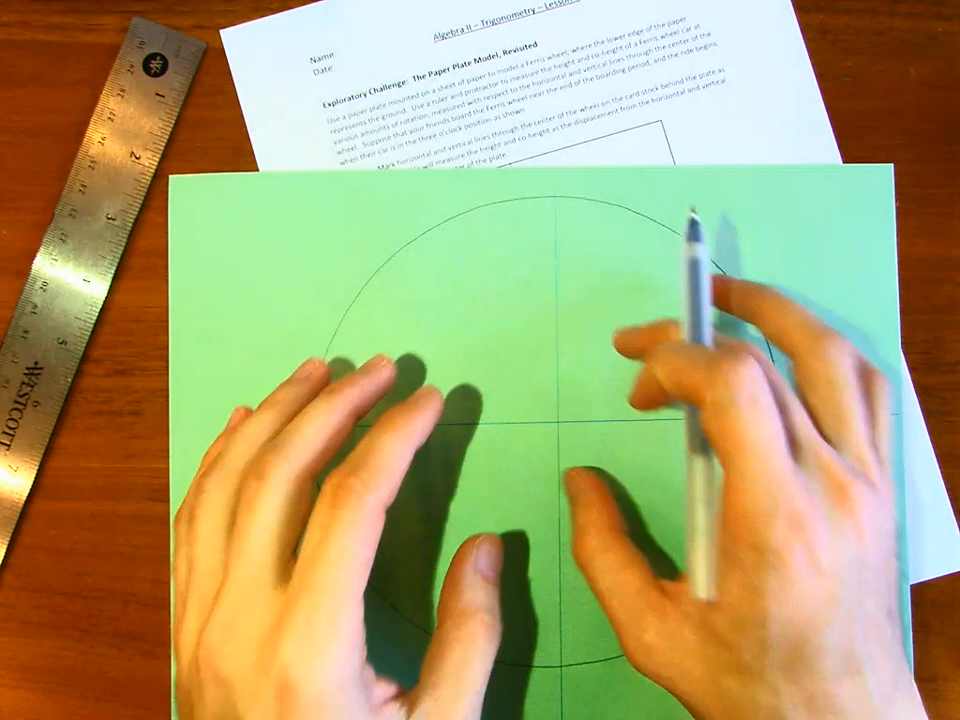 Algebra II – Trigonometry – Lesson
Name
Date
Exploratory Challenge: The Paper Plate Model, Revisited
Use a paper plate mounted on a sheet of paper to model a Ferris wheel, where the lower edge of the paper
represents the ground. Use a ruler and protractor to measure the height and co-height of a Ferris wheel car at
various amounts of rotation, measured with respect to the horizontal and vertical lines through the center of the
wheel. Suppose that your friends board the Ferris wheel near the end of the boarding period, and the ride begins
when their car is in the three o'clock position as shown.
Mark horizontal and vertical lines through the center of the wheel on the card stock behind the plate as
will measure the height and co-height as the displacement from the horizontal and vertical
of the plate.
W
WESTCOTT
1
2
3
5
6
7